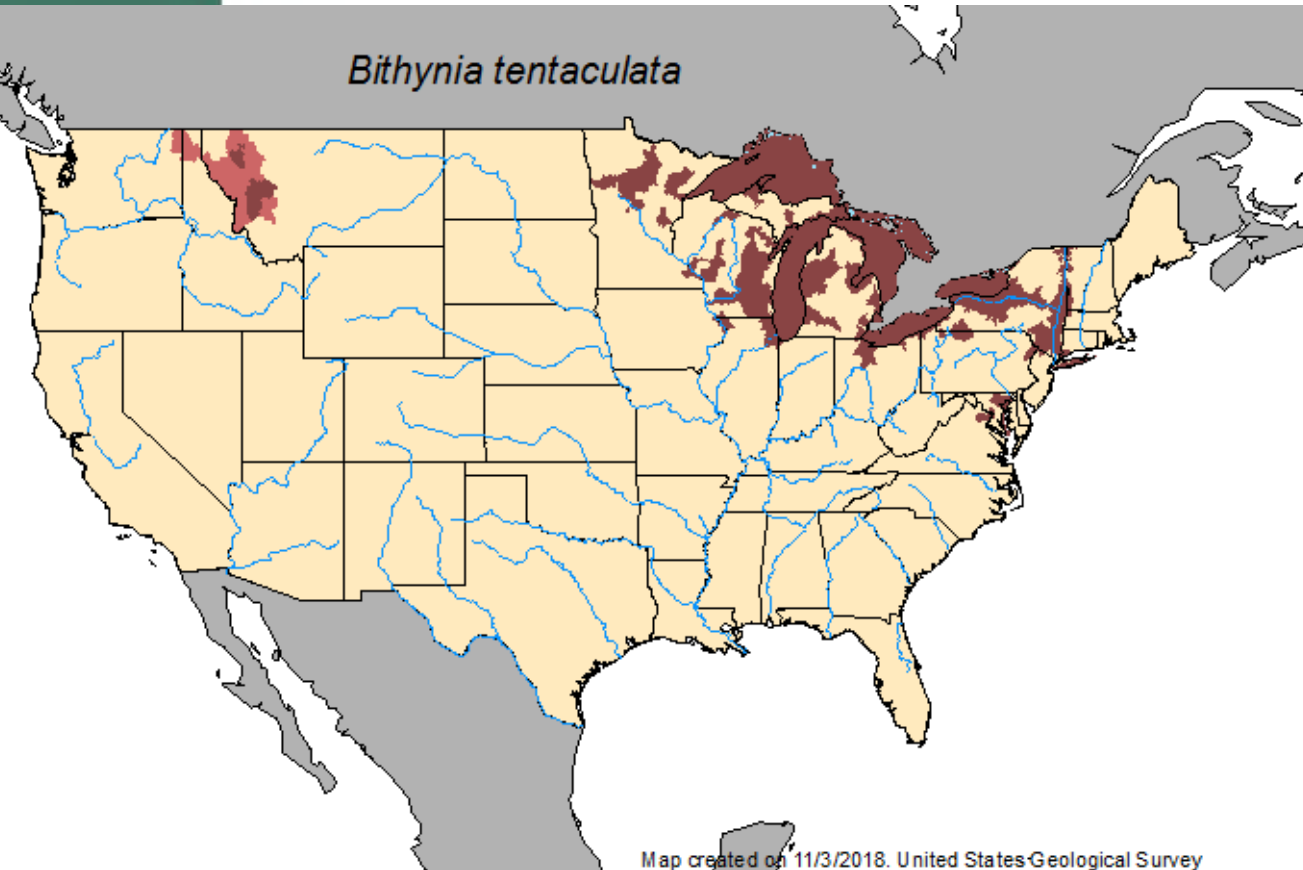 Bithynia tentaculata
Map created on 11/3/2018. United States Geological Survey